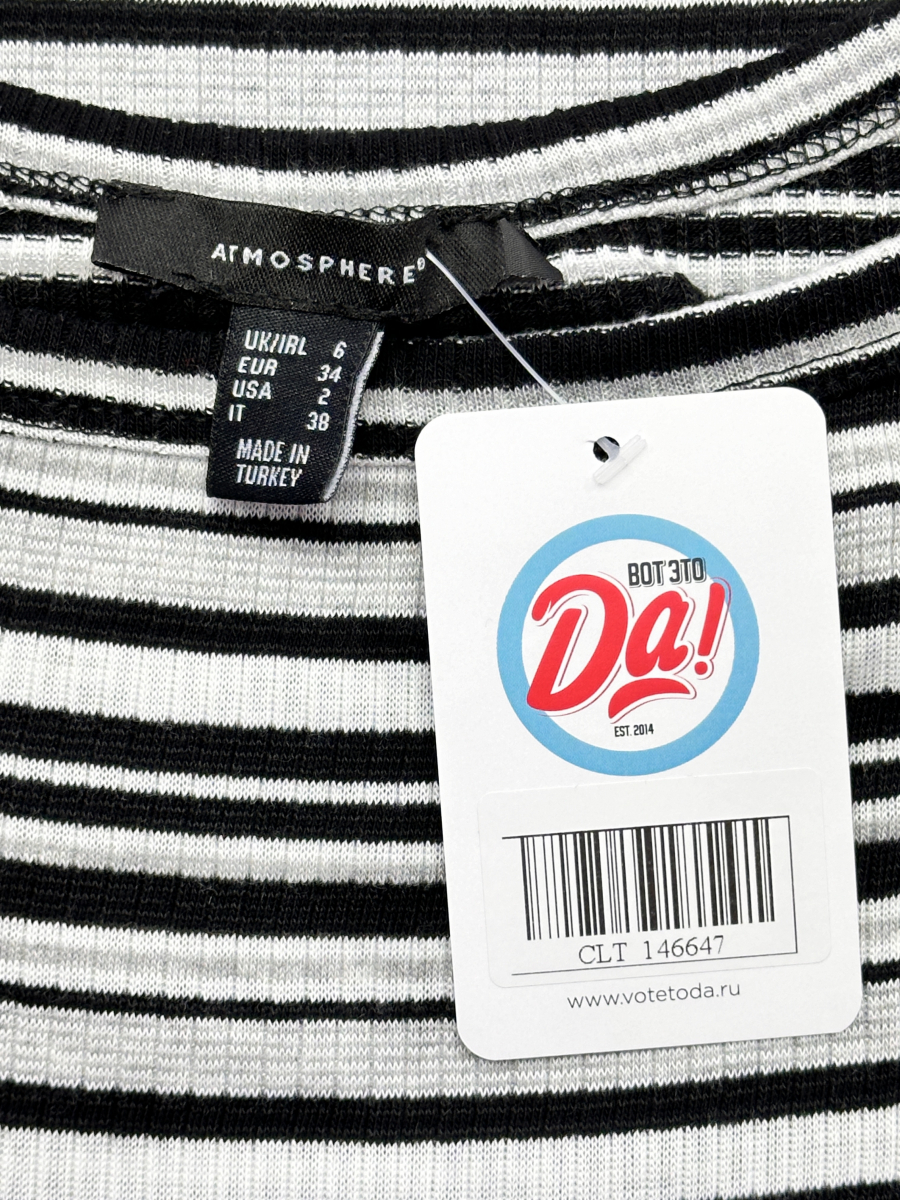 ATMOSPHERE®
UK/IRL 6
EUR 34
USA 2
IT 38
MADE IN
TURKEY
ВОТ ЭТО
Da!
EST. 2014
CLT 146647
www.votetoda.ru